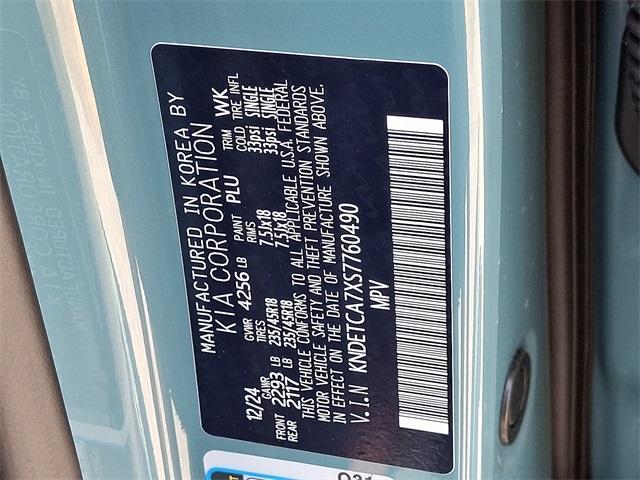 MANUFACTURED IN KOREA BY
KIA CORPORATION
12/24 GVWR 4256 LB PAINT PLU TRIM WK
GAWR TIRES RIMS COLD TIRE INFL
FRONT 2293 LB 235/45R18 7.5Jx18 33psi SINGLE
REAR 2117 LB 235/45R18 7.5Jx18 33psi SINGLE
THIS VEHICLE CONFORMS TO ALL APPLICABLE U.S.A. FEDERAL
MOTOR VEHICLE SAFETY AND THEFT PREVENTION STANDARDS
IN EFFECT ON THE DATE OF MANUFACTURE SHOWN ABOVE.
V.I.N KNDETCA7XS7760490
MPV